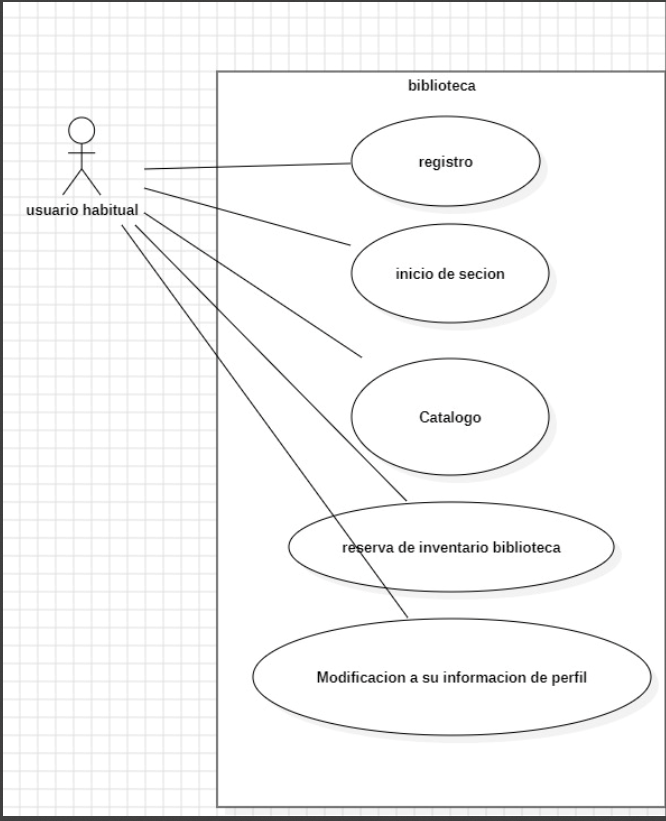 biblioteca
registro
usuario habitual
inicio de secion
Catalogo
reserva de inventario biblioteca
Modificacion a su informacion de perfil